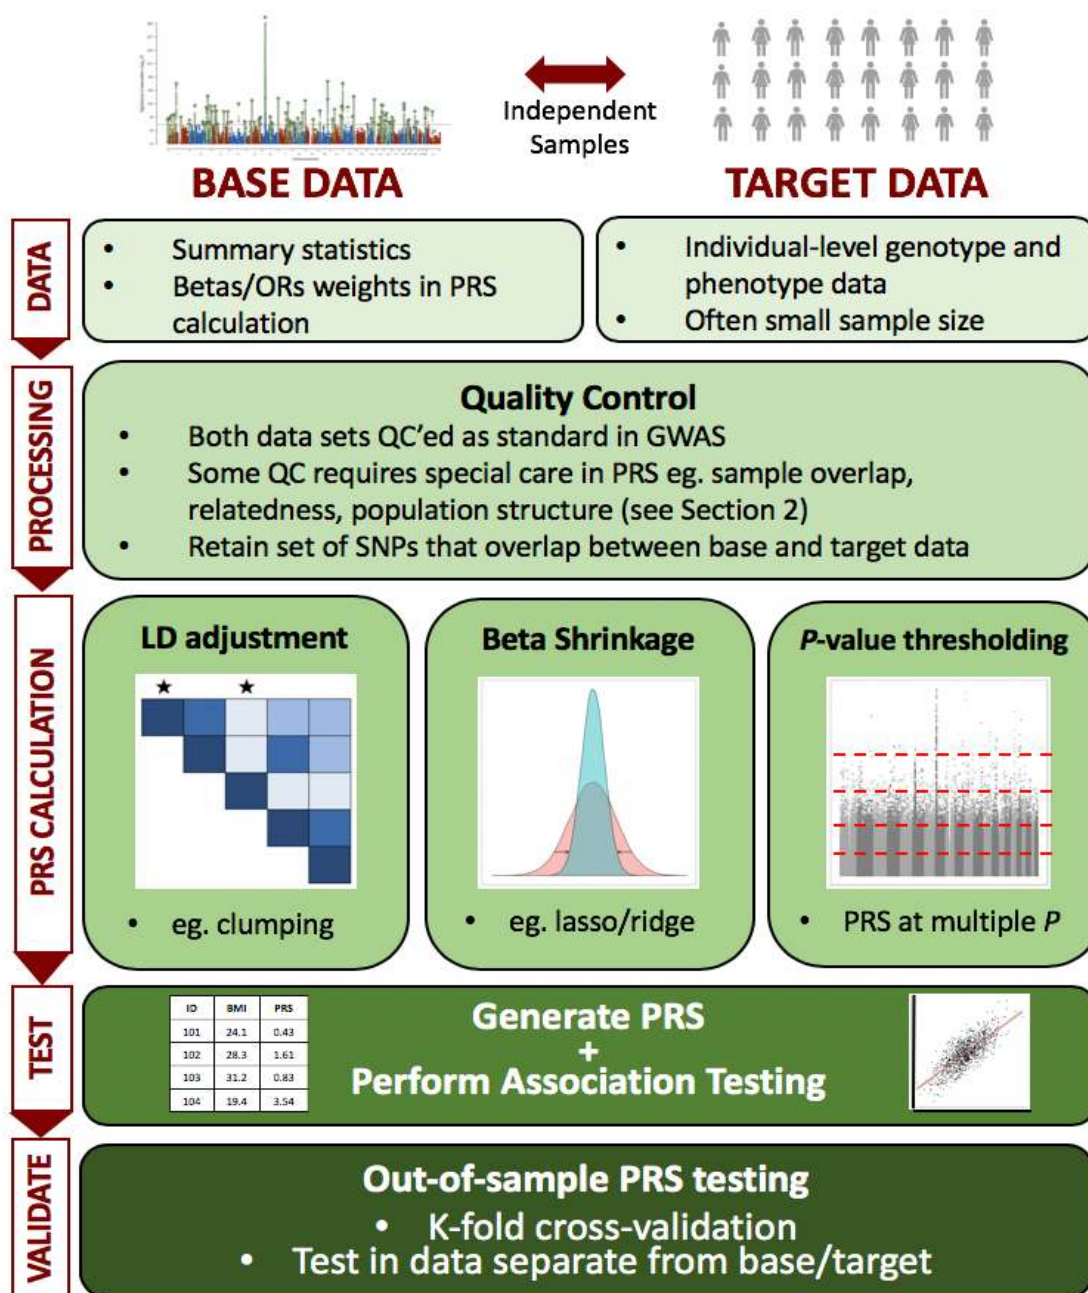 Independent
Samples
BASE DATA
TARGET DATA
DATA
• Summary statistics
• Betas/ORs weights in PRS
calculation
• Individual-level genotype and
phenotype data
• Often small sample size
PROCESSING
Quality Control
• Both data sets QC'ed as standard in GWAS
• Some QC requires special care in PRS eg. sample overlap,
relatedness, population structure (see Section 2)
• Retain set of SNPs that overlap between base and target data
PRS CALCULATION
LD adjustment
• eg. clumping
Beta Shrinkage
• eg. lasso/ridge
P-value thresholding
• PRS at multiple P
TEST
ID BMI PRS
101 24.1 0.43
102 28.3 1.61
103 31.2 0.83
104 19.4 3.54
Generate PRS
+
Perform Association Testing
VALIDATE
Out-of-sample PRS testing
• K-fold cross-validation
• Test in data separate from base/target